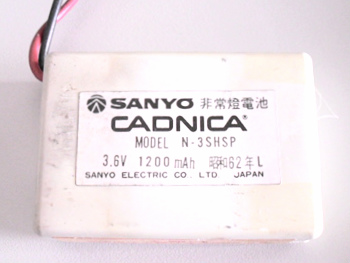 SANYO 非常燈電池
CADNICA®
MODEL N-3SHSP
3.6V 1200mAh 昭和62年L
SANYO ELECTRIC CO., LTD. JAPAN